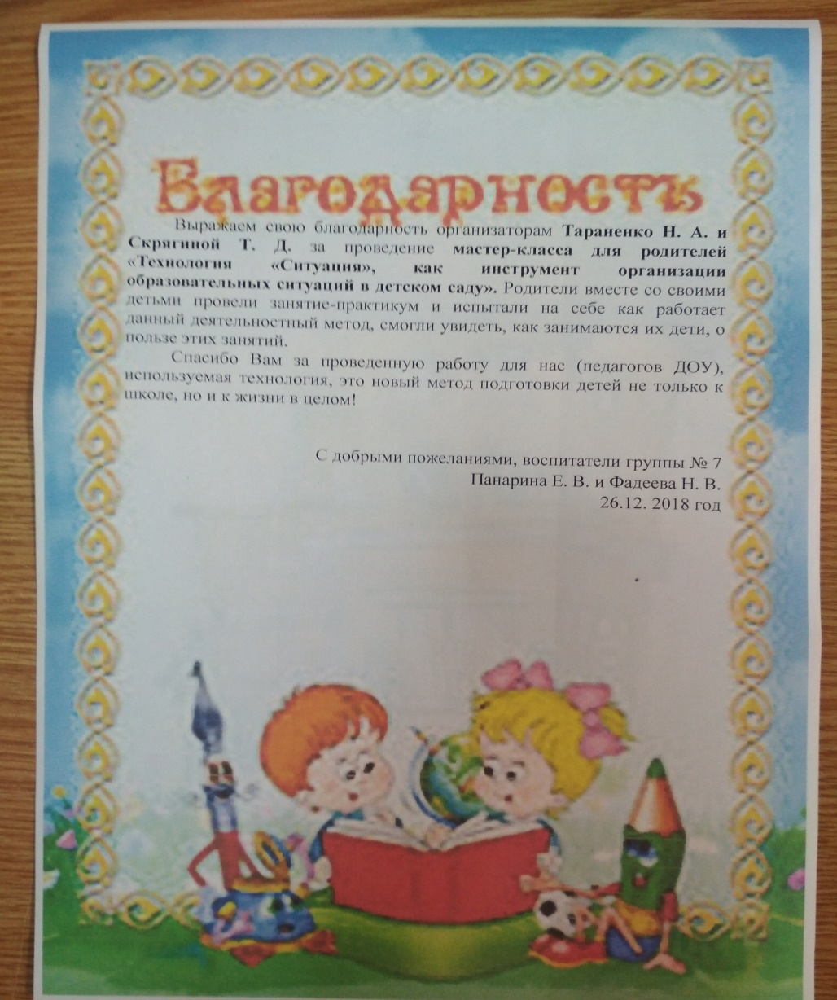 Благодарность
Выражаем свою благодарность организаторам Тараненко Н. А. и
Скрягиной Т. Д. за проведение мастер-класса для родителей
«Технология «Ситуация», как инструмент организации
образовательных ситуаций в детском саду». Родители вместе со своими
детьми провели занятие-практикум и испытали на себе как работает
данный деятельностный метод, смогли увидеть, как занимаются их дети, о
пользе этих занятий.
Спасибо Вам за проведенную работу для нас (педагогов ДОУ),
используемая технология, это новый метод подготовки детей не только к
школе, но и к жизни в целом!
С добрыми пожеланиями, воспитатели группы № 7
Панарина Е. В. и Фадеева Н. В.
26.12. 2018 год